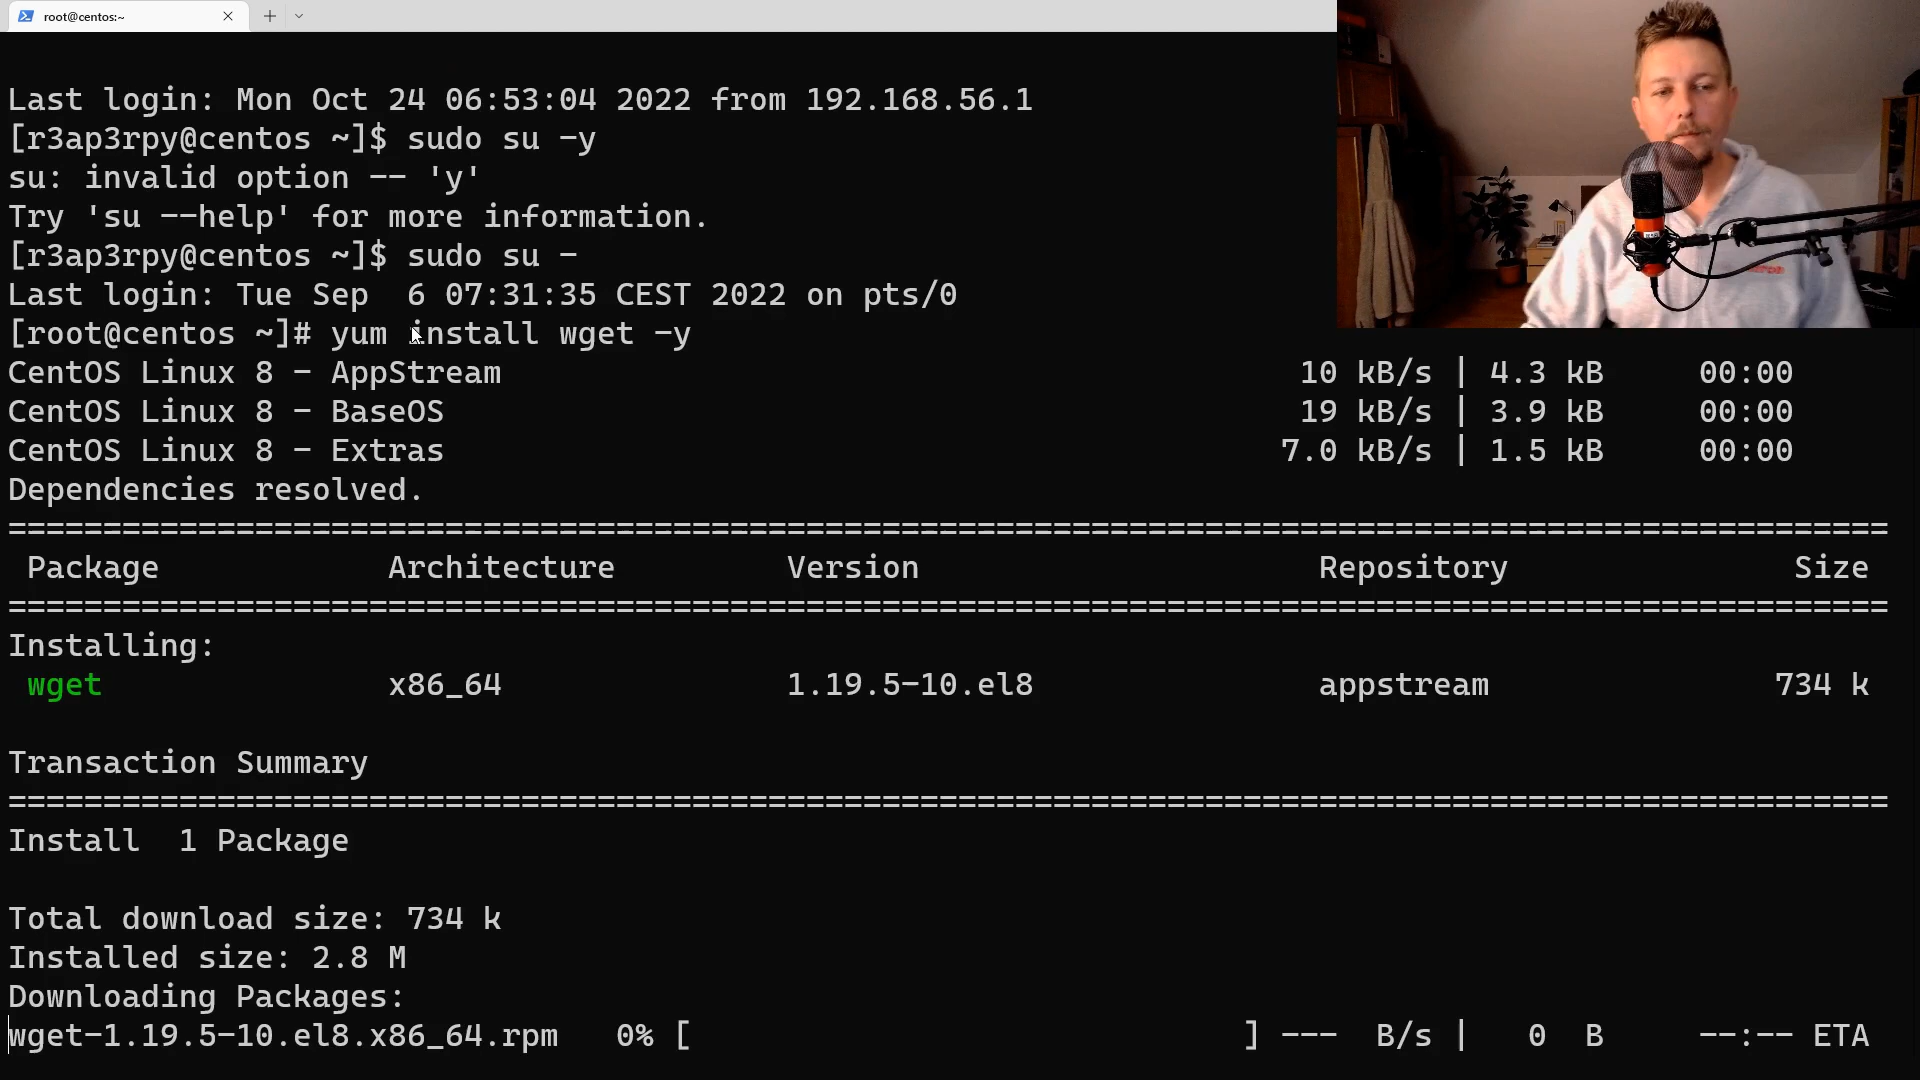 root@centos:~
Last login: Mon Oct 24 06:53:04 2022 from 192.168.56.1
[r3ap3rpy@centos ~]$ sudo su -y
su: invalid option -- 'y'
Try 'su --help' for more information.
[r3ap3rpy@centos ~]$ sudo su -
Last login: Tue Sep  6 07:31:35 CEST 2022 on pts/0
[root@centos ~]# yum install wget -y
CentOS Linux 8 - AppStream 10 kB/s | 4.3 kB 00:00
CentOS Linux 8 - BaseOS 19 kB/s | 3.9 kB 00:00
CentOS Linux 8 - Extras 7.0 kB/s | 1.5 kB 00:00
Dependencies resolved.
Package Architecture Version Repository Size
Installing:
wget x86_64 1.19.5-10.el8 appstream 734 k
Transaction Summary
Install  1 Package
Total download size: 734 k
Installed size: 2.8 M
Downloading Packages:
wget-1.19.5-10.el8.x86_64.rpm 0% [ ] --- B/s | 0 B --:-- ETA